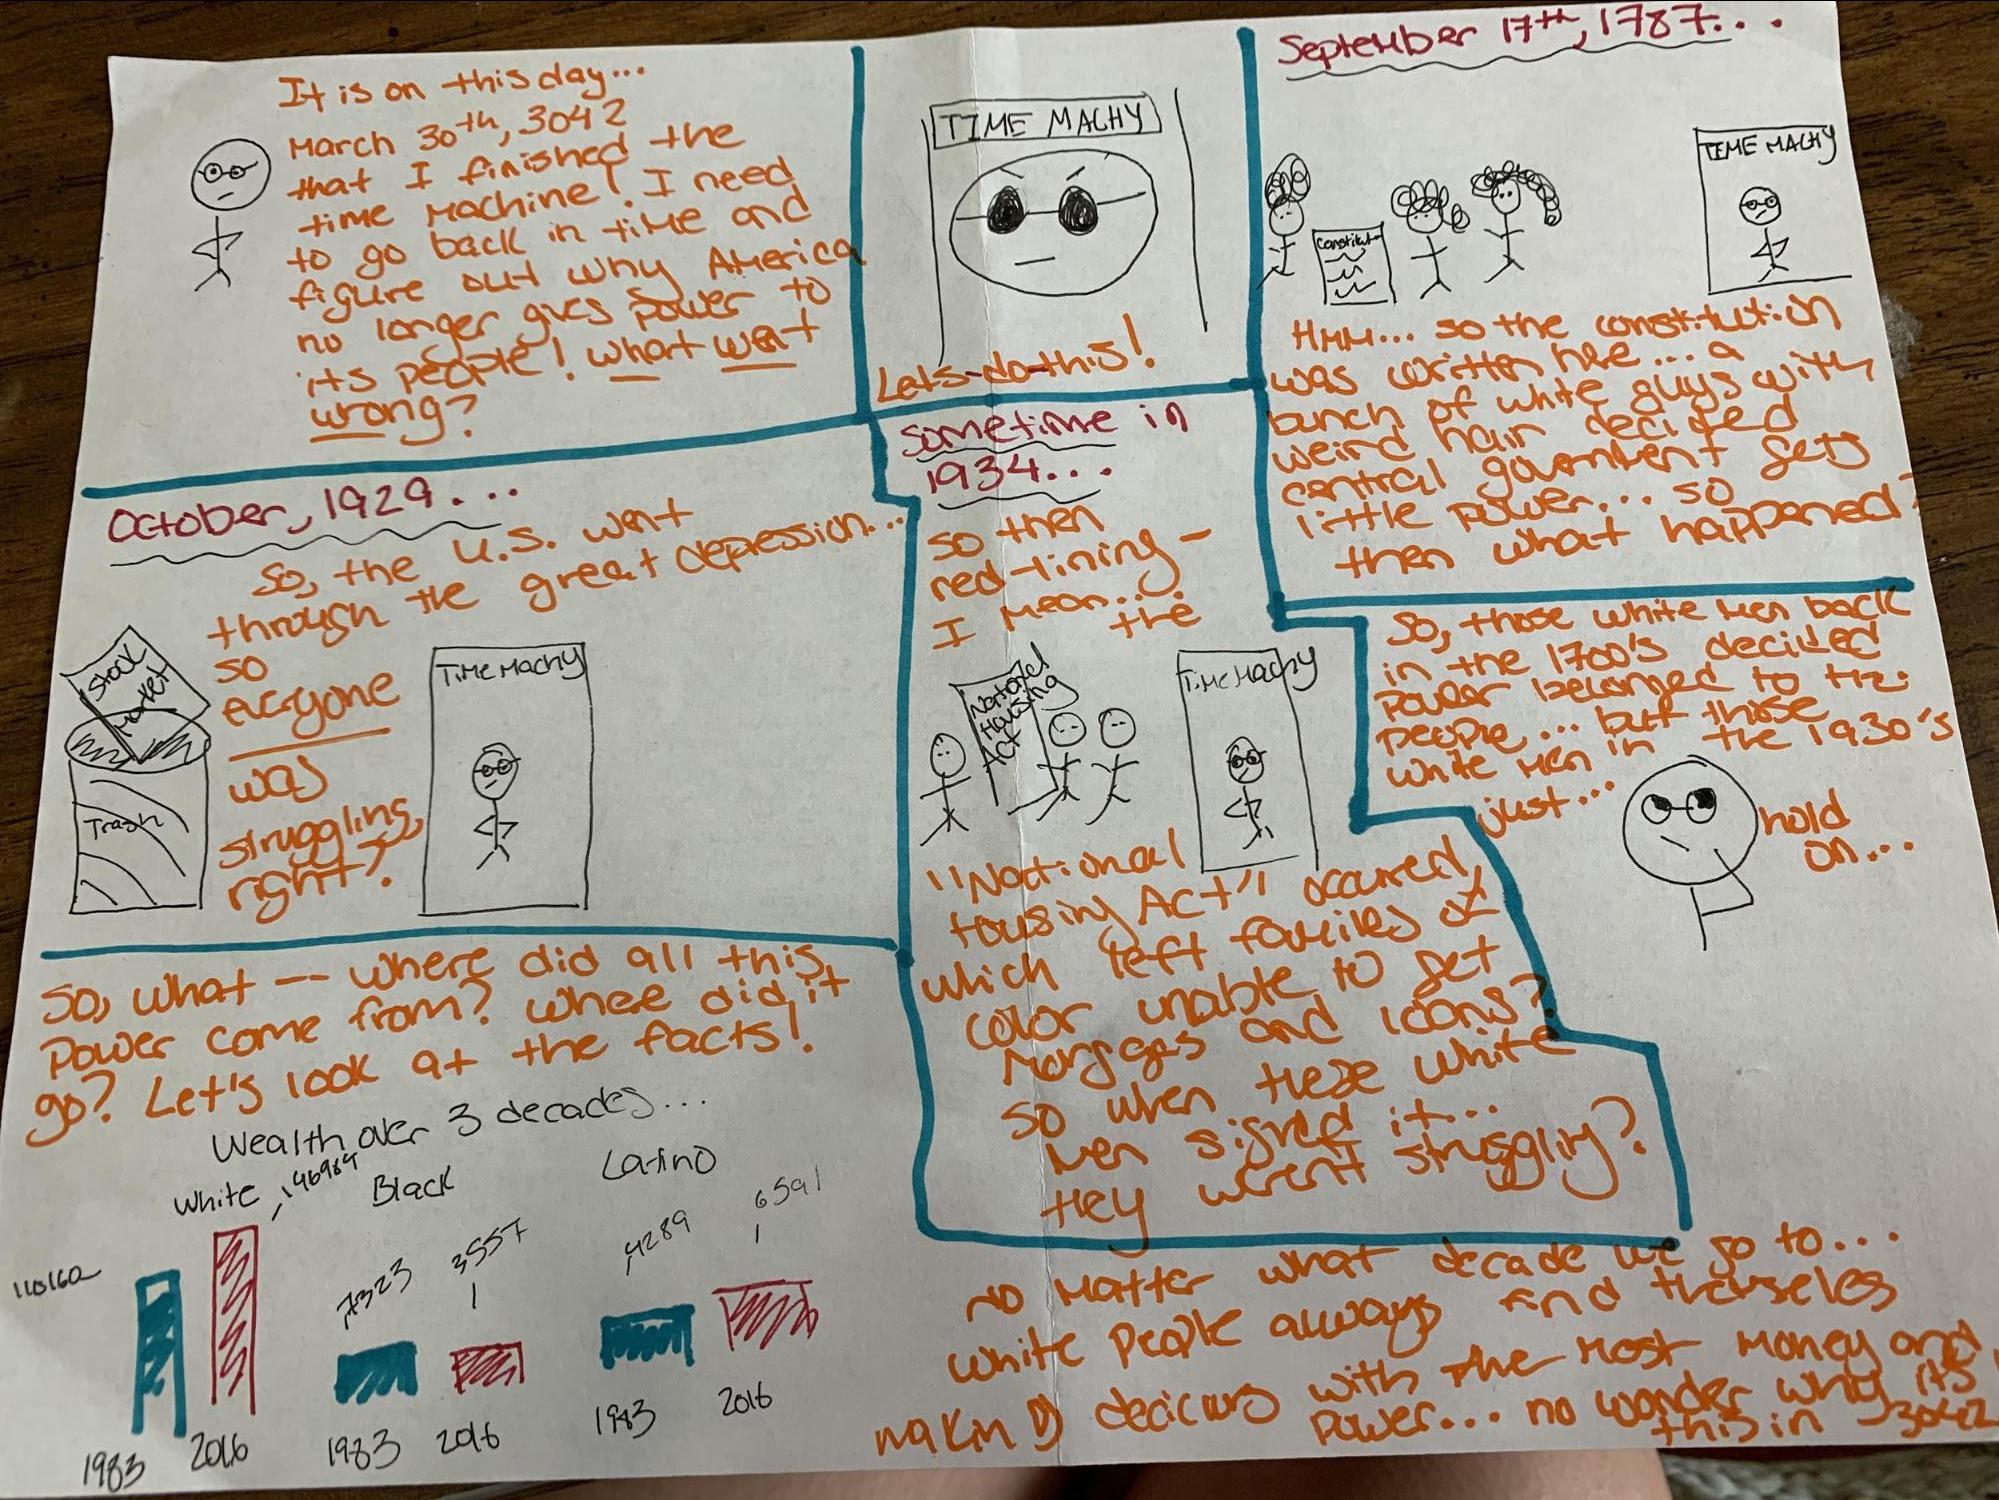 It is on this day...
March 30th, 3042
that I finished the
time machine! I need
to go back in time and
figure out why America
no longer gives power to
its people! what went
wrong?
TIME MACHY
Lets-do-this!
September 17th, 1787...
TIME MACHY
constitut
Hmm... so the constitution
was written here.... a
bunch of white guys with
weird hair decided
central government gets
little power... so
then what happened?
October, 1929...
So, the U.S. went
through the great depression...
so
everyone
was
struggling,
right?
Stock
market
Trash
Time Machy
sometime in
1934...
so then
red-lining-
I mean... the
National
Housing
Act
Time Machy
"National
Housing Act" occurred,
which left families of
color unable to get
and loans?
so when these white
men signed it...
they weren't struggling?
So, those white men back
in the 1700's decided
power belonged to the
people... but those
white men in the 1930's
just...
hold
on...
So, what -- where did all this
power come from? Where did it
go? Let's look at the facts!
Wealth over 3 decades...
White
Black
Latino
110160
146984
7323
3557
4289
6591
1983
2016
1983
2016
1983
2016
no matter what decade we go to...
white people always find themselves
with the most money and
power... no wonder why its
this in 3042